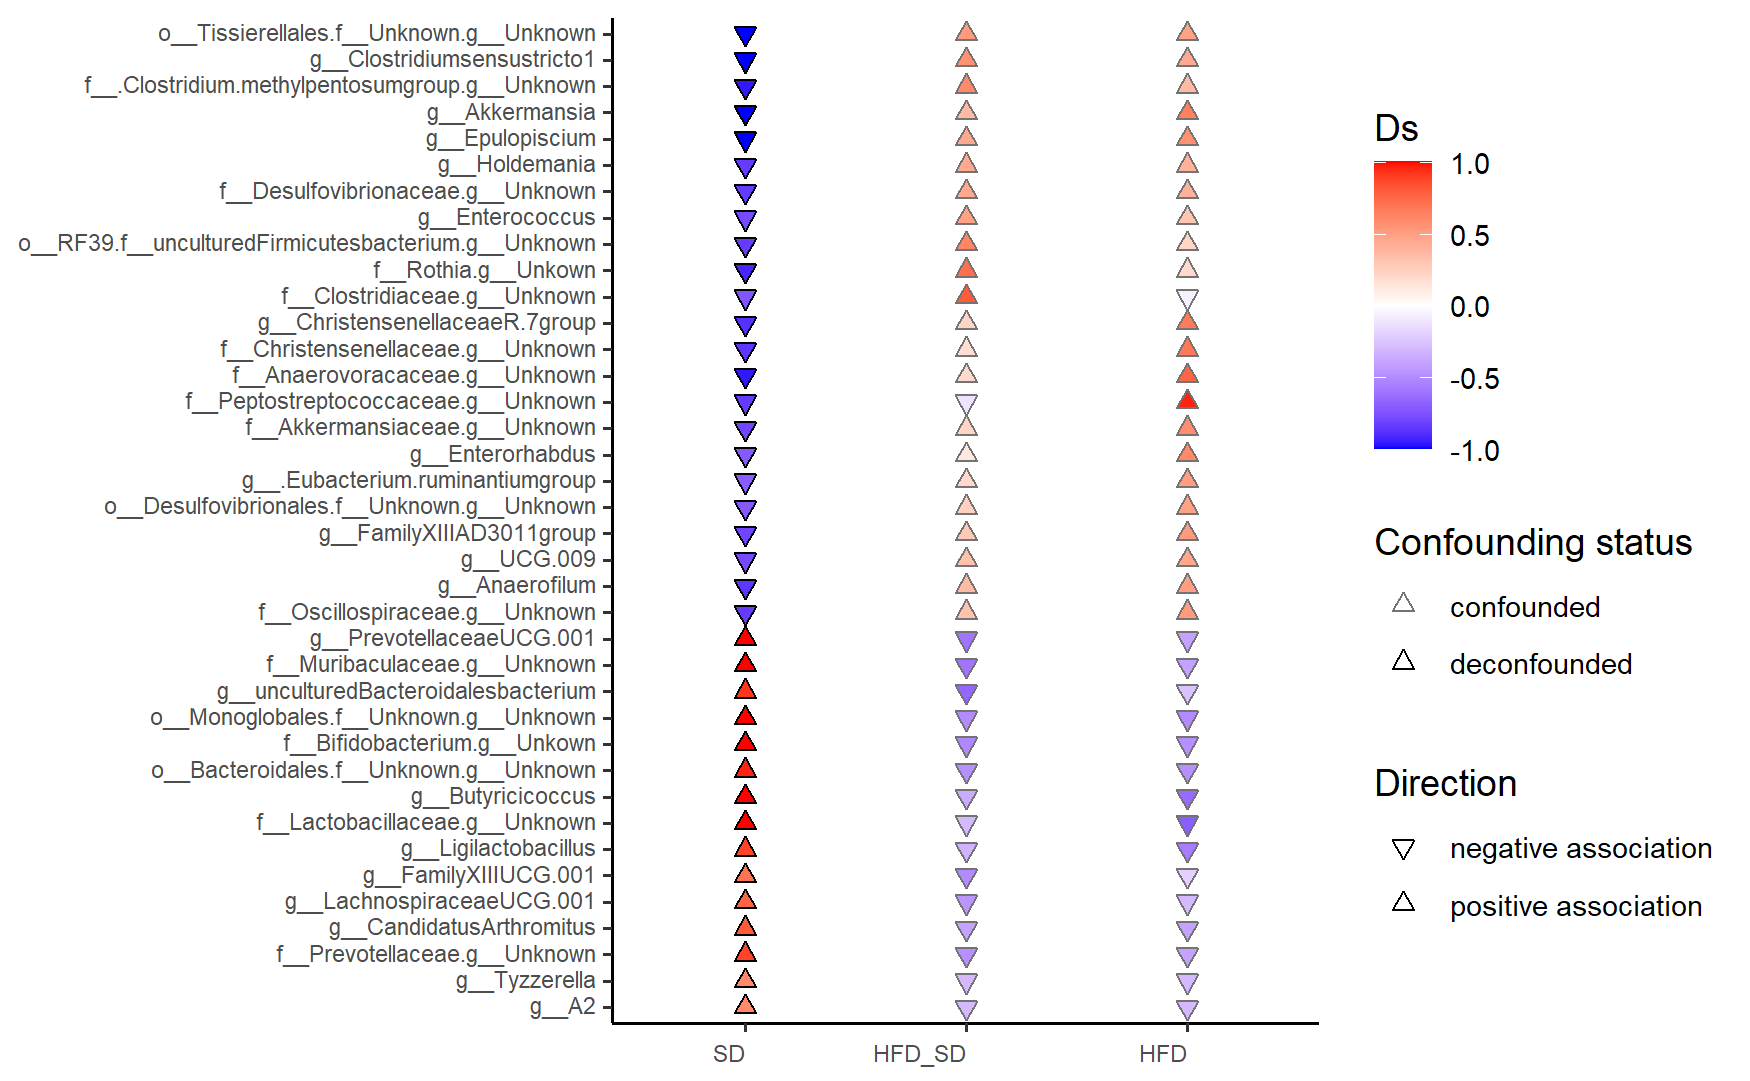 o__Tissierellales.f__Unknown.g__Unknown
g__Clostridiumsensustricto1
f__.Clostridium.methylpentosumgroup.g__Unknown
g__Akkermansia
g__Epulopiscium
g__Holdemania
f__Desulfovibrionaceae.g__Unknown
g__Enterococcus
o__RF39.f__unculturedFirmicutesbacterium.g__Unknown
f__Rothia.g__Unkown
f__Clostridiaceae.g__Unknown
g__ChristensenellaceaeR.7group
f__Christensenellaceae.g__Unknown
f__Anaerovoracaceae.g__Unknown
f__Peptostreptococcaceae.g__Unknown
f__Akkermansiaceae.g__Unknown
g__Enterorhabdus
g__.Eubacterium.ruminantiumgroup
o__Desulfovibrionales.f__Unknown.g__Unknown
g__FamilyXIIIAD3011group
g__UCG.009
g__Anaerofilum
f__Oscillospiraceae.g__Unknown
g__PrevotellaceaeUCG.001
f__Muribaculaceae.g__Unknown
g__unculturedBacteroidalesbacterium
o__Monoglobales.f__Unknown.g__Unknown
f__Bifidobacterium.g__Unkown
o__Bacteroidales.f__Unknown.g__Unknown
g__Butyricicoccus
f__Lactobacillaceae.g__Unknown
g__Ligilactobacillus
g__FamilyXIIIUCG.001
g__LachnospiraceaeUCG.001
g__CandidatusArthromitus
f__Prevotellaceae.g__Unknown
g__Tyzzerella
g__A2
SD
HFD_SD
HFD
Ds
1.0
0.5
0.0
-0.5
-1.0
Confounding status
confounded
deconfounded
Direction
negative association
positive association